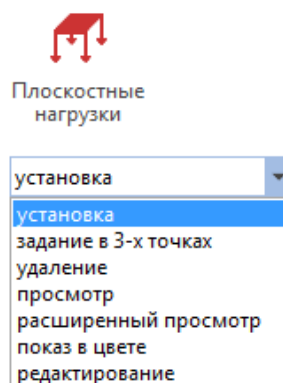 Плоскостные
нагрузки
установка
установка
задание в 3-х точках
удаление
просмотр
расширенный просмотр
показ в цвете
редактирование